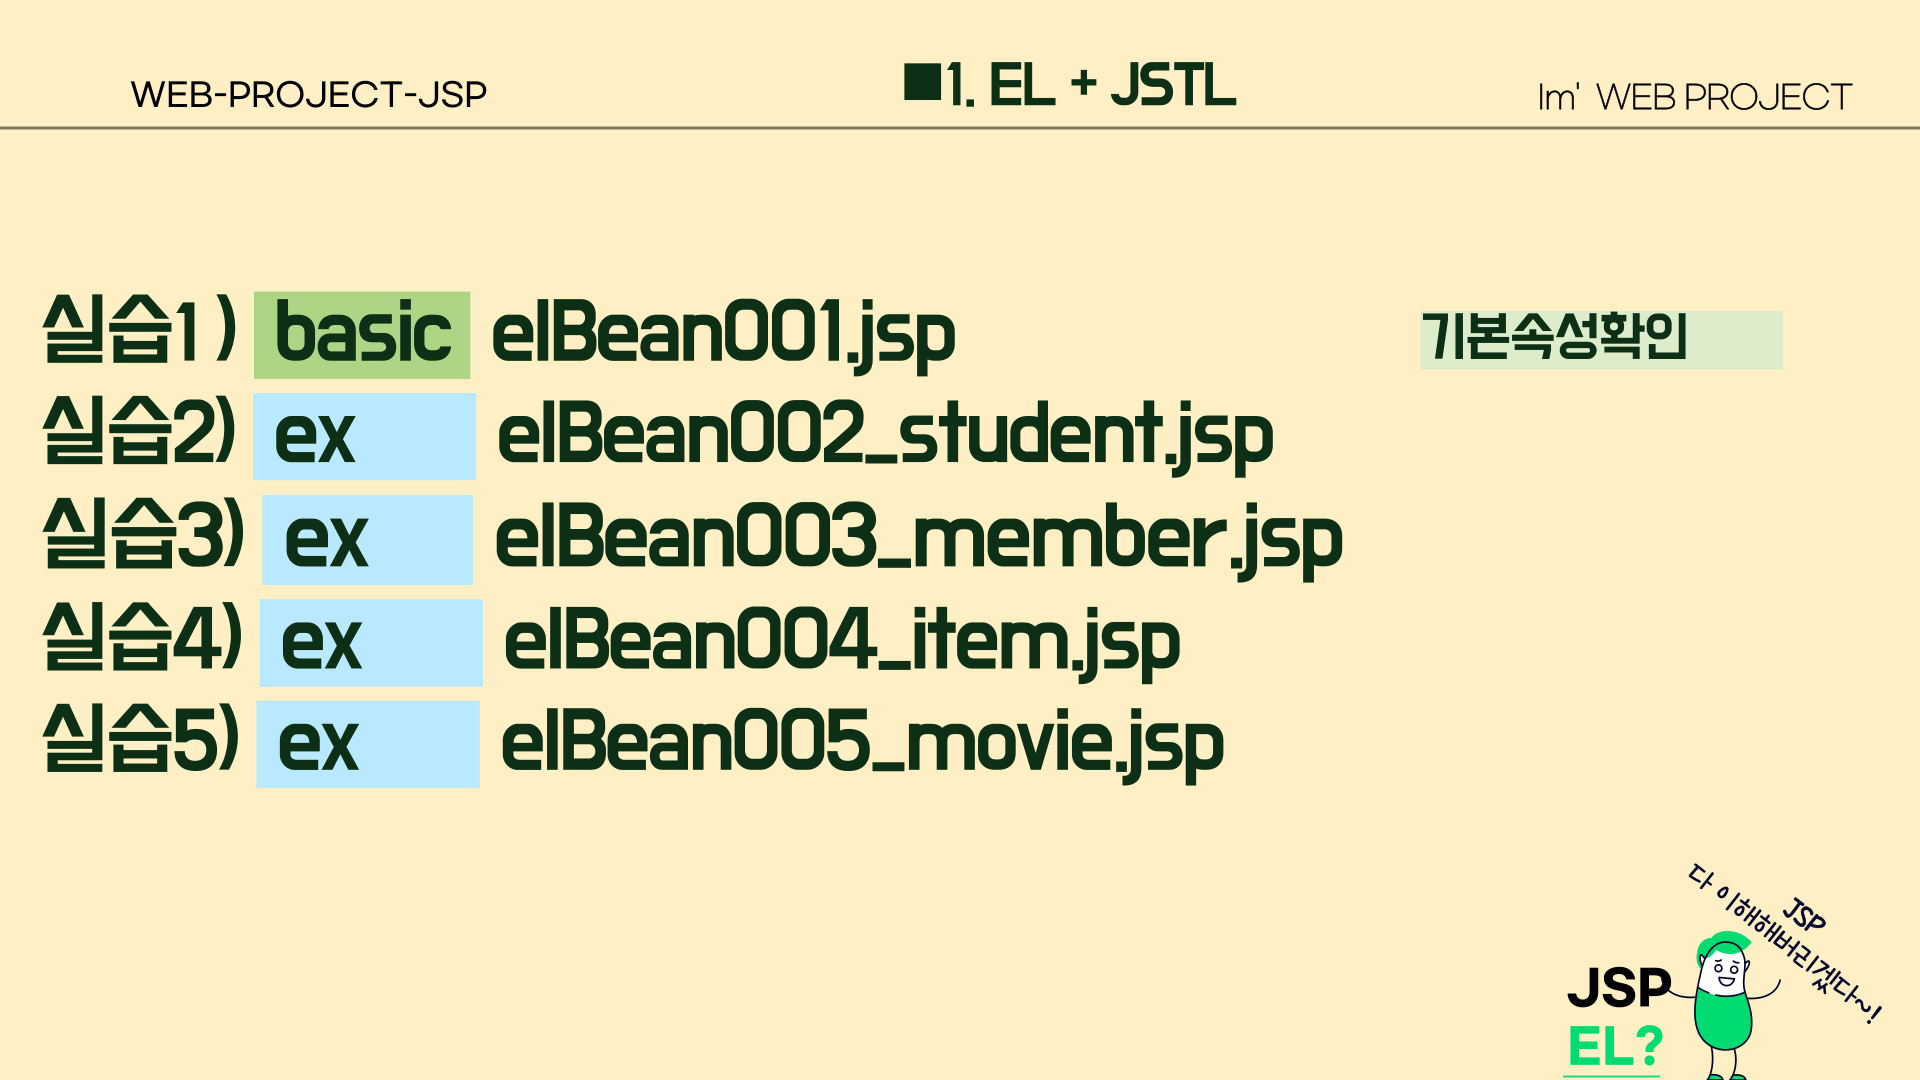 WEB-PROJECT-JSP
■1. EL + JSTL
Im' WEB PROJECT
실습1 ) basic elBean001.jsp 기본속성확인
실습2) ex elBean002_student.jsp
실습3) ex elBean003_member.jsp
실습4) ex elBean004_item.jsp
실습5) ex elBean005_movie.jsp
JSP
다 이해해버리겠다~!
JSP
EL?